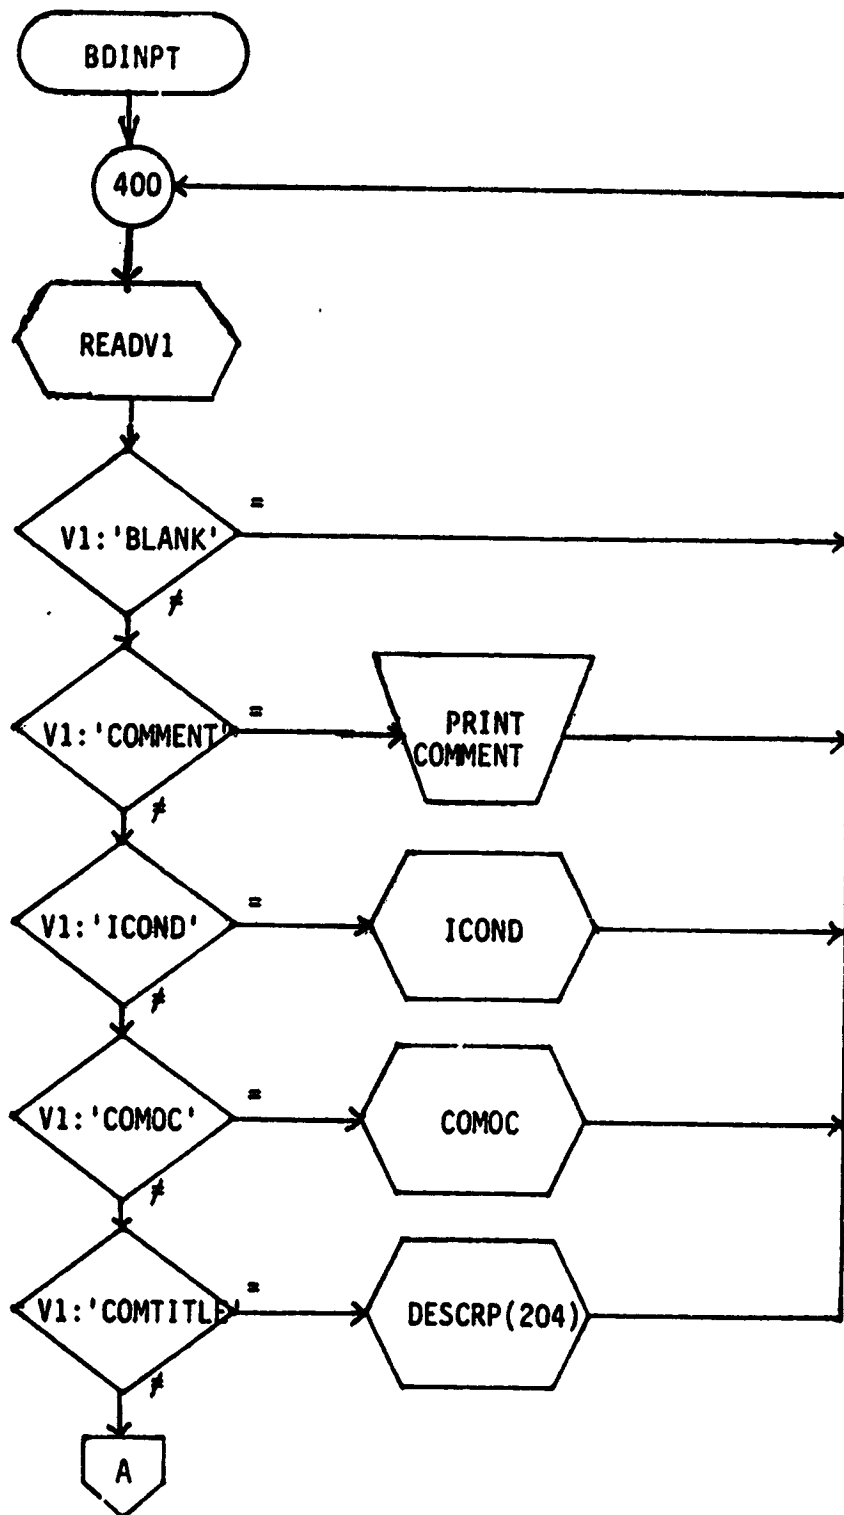 BDINPT
400
READV1
V1:'BLANK'
=
≠
V1:'COMMENT'
=
≠
PRINT
COMMENT
V1:'ICOND'
=
≠
ICOND
V1:'COMOC'
=
≠
COMOC
V1:'COMTITLE'
=
≠
DESCRP(204)
A